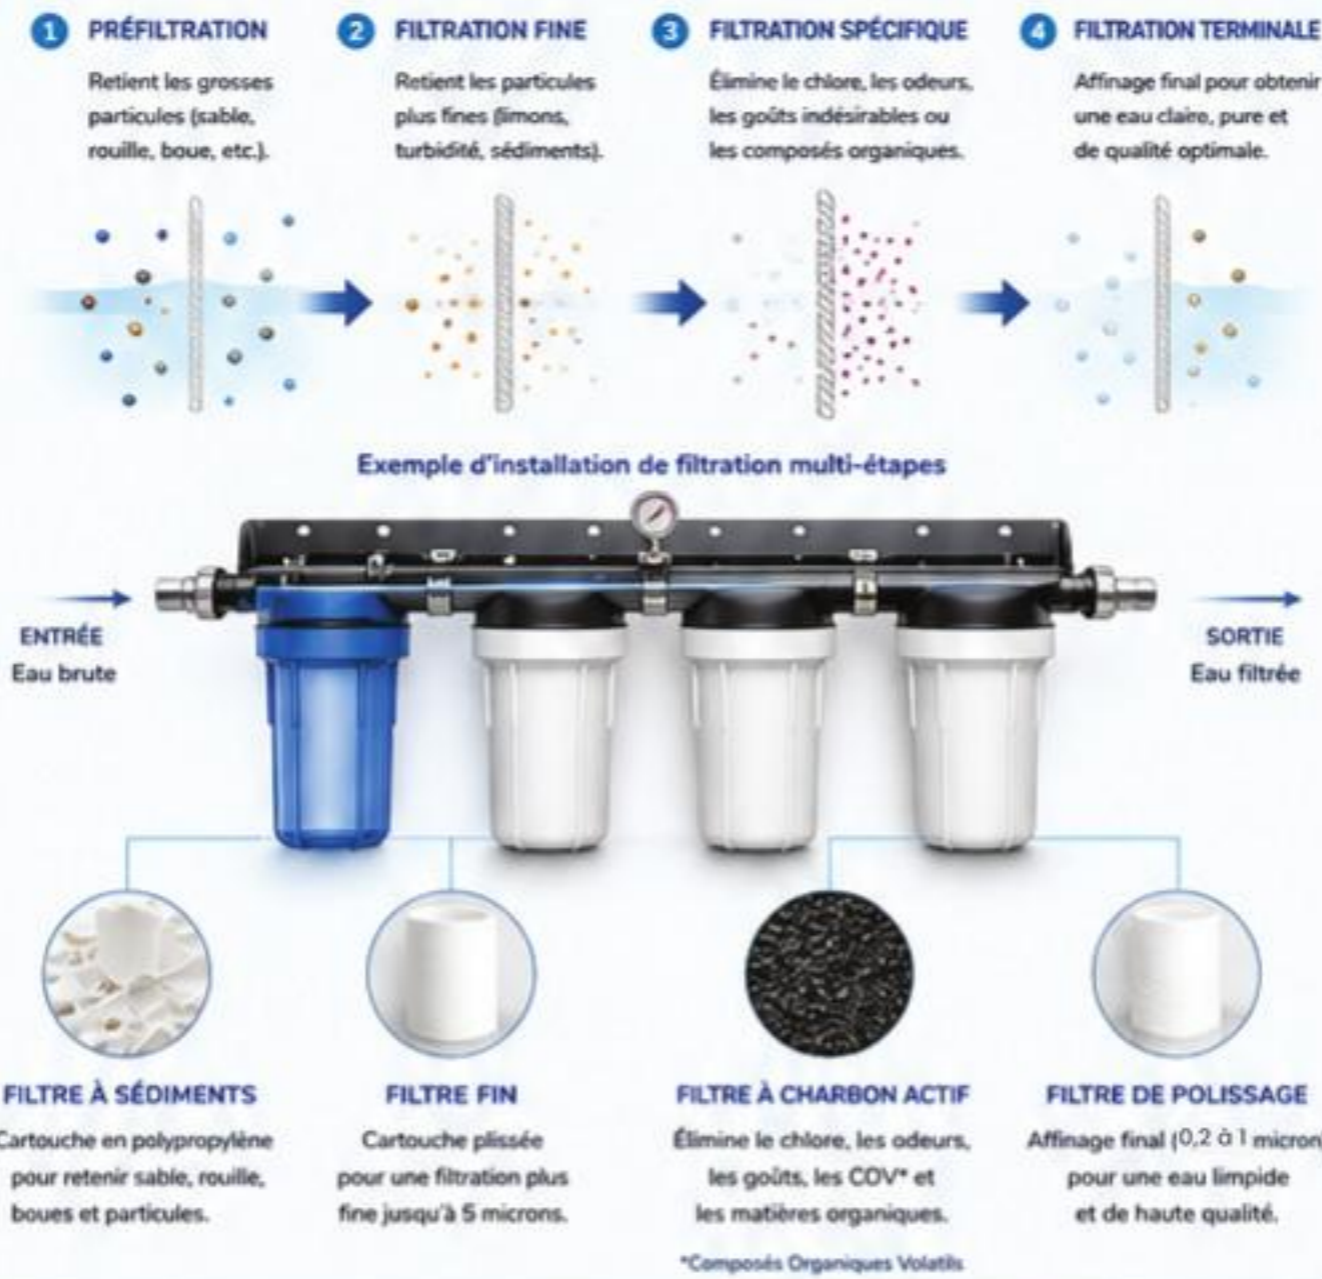 1 PRÉFILTRATION
Retient les grosses
particules (sable,
rouille, boue, etc.).
2 FILTRATION FINE
Retient les particules
plus fines (limons,
turbidité, sédiments).
3 FILTRATION SPÉCIFIQUE
Élimine le chlore, les odeurs,
les goûts indésirables ou
les composés organiques.
4 FILTRATION TERMINALE
Affinage final pour obtenir
une eau claire, pure et
de qualité optimale.
Exemple d'installation de filtration multi-étapes
ENTRÉE
Eau brute
SORTIE
Eau filtrée
FILTRE À SÉDIMENTS
Cartouche en polypropylène
pour retenir sable, rouille,
boues et particules.
FILTRE FIN
Cartouche plissée
pour une filtration plus
fine jusqu'à 5 microns.
FILTRE À CHARBON ACTIF
Élimine le chlore, les odeurs,
les goûts, les COV* et
les matières organiques.
*Composés Organiques Volatils
FILTRE DE POLISSAGE
Affinage final (0,2 à 1 micron)
pour une eau limpide
et de haute qualité.